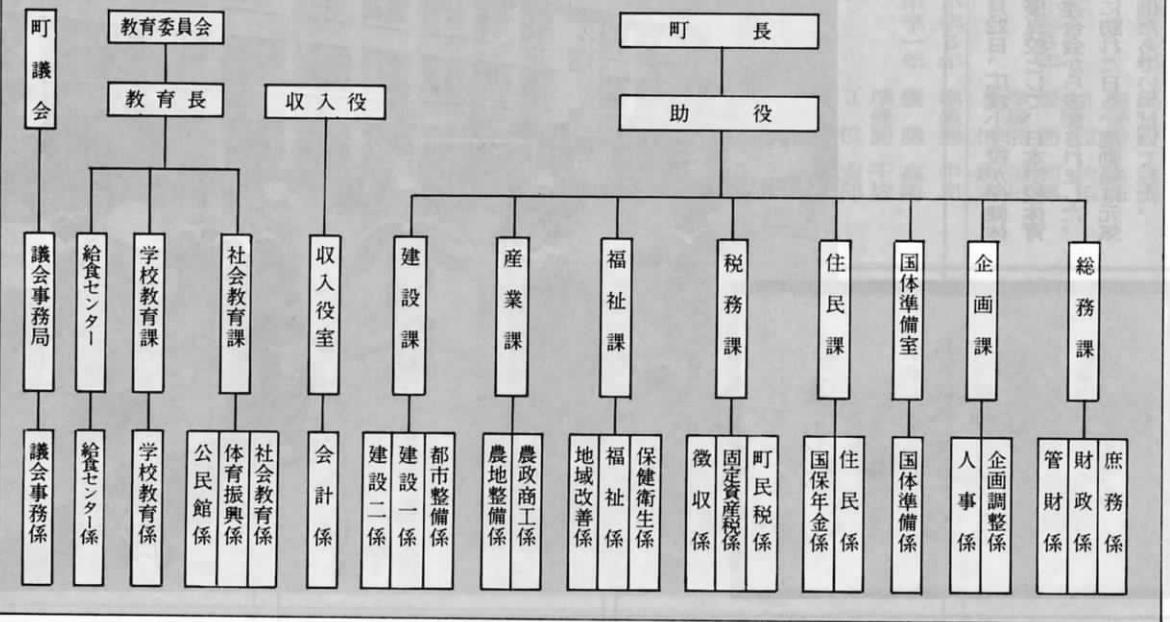 町長
助役
総務課
庶務係
財政係
管財係
企画課
企画調整係
人事係
国体準備室
国体準備係
住民課
住民係
国保年金係
税務課
町民税係
固定資産税係
徴収係
福祉課
保健衛生係
福祉係
地域改善係
産業課
農政商工係
農地整備係
建設課
都市整備係
建設一係
建設二係
収入役
収入役室
会計係
教育委員会
教育長
社会教育課
社会教育係
体育振興係
公民館係
学校教育課
学校教育係
給食センター
給食センター係
町議会
議会事務局
議会事務係